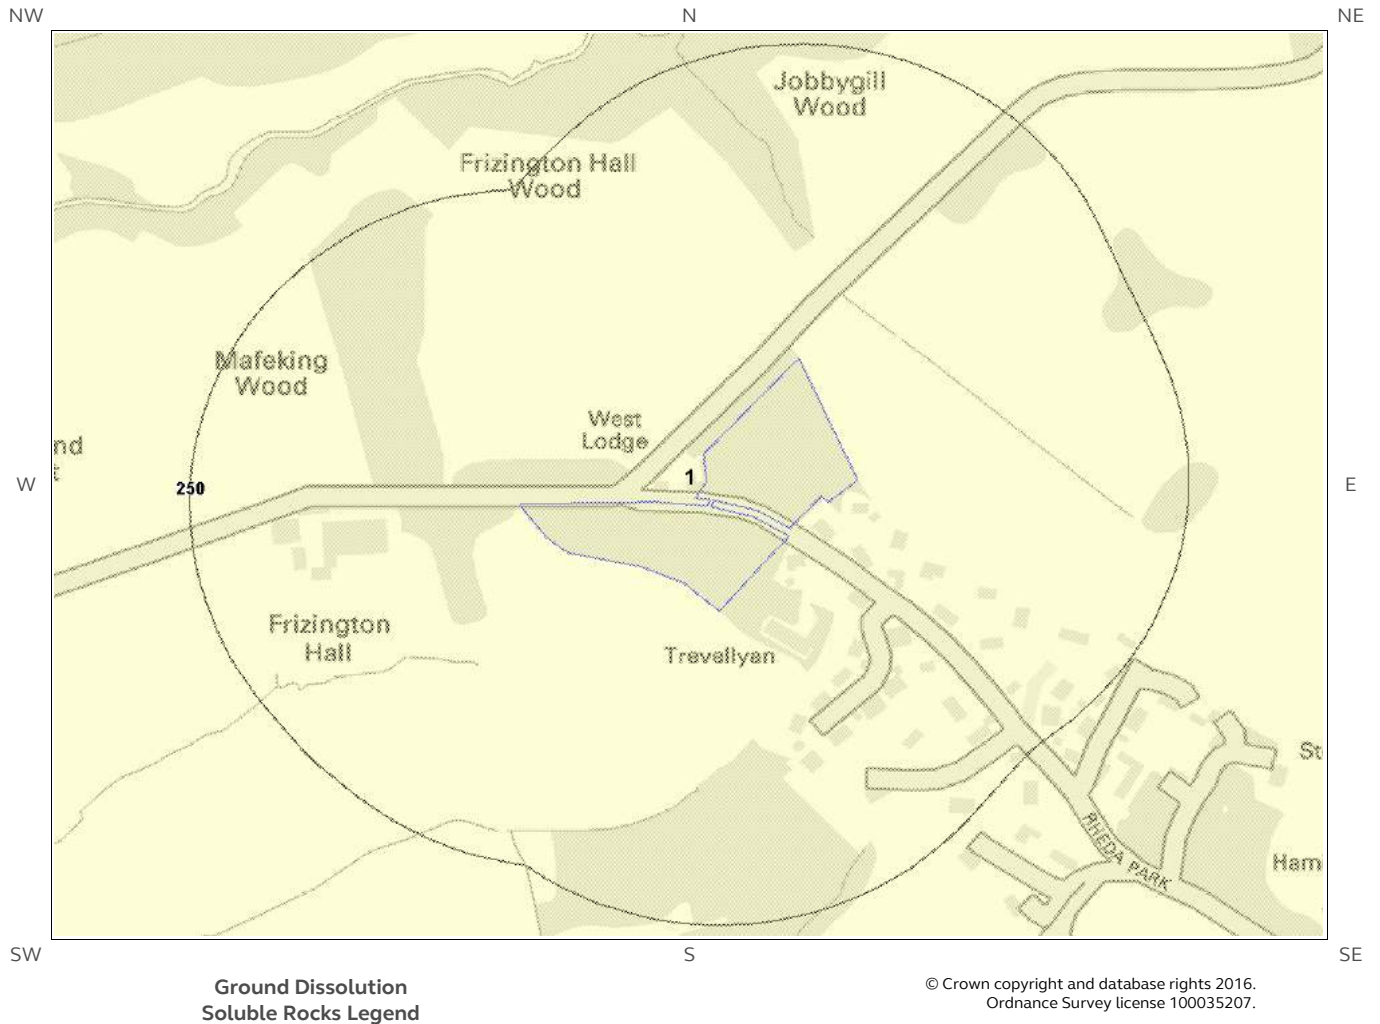 NW
N
NE
Jobbygill
Wood
Frizington Hall
Wood
Mafeking
Wood
West
Lodge
nd
W
250
1
E
Frizington
Hall
Trevellyan
St
RHEDA PARK
Ham
SW
S
SE
Ground Dissolution
Soluble Rocks Legend
© Crown copyright and database rights 2016.
Ordnance Survey license 100035207.